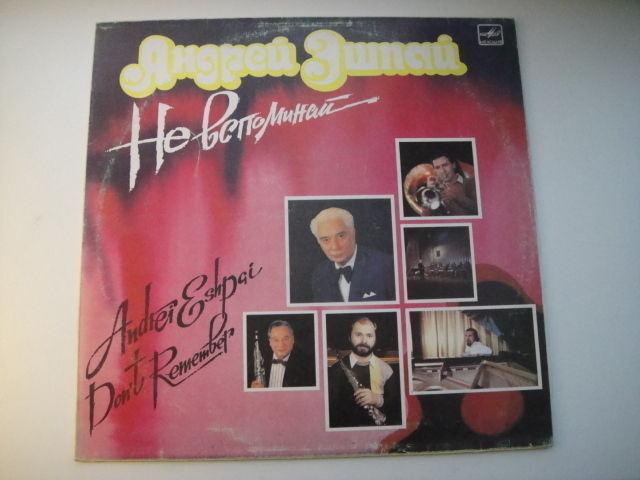 Андрей Эшпай
Не вспоминай
Andrei Eshpai
Don't Remember